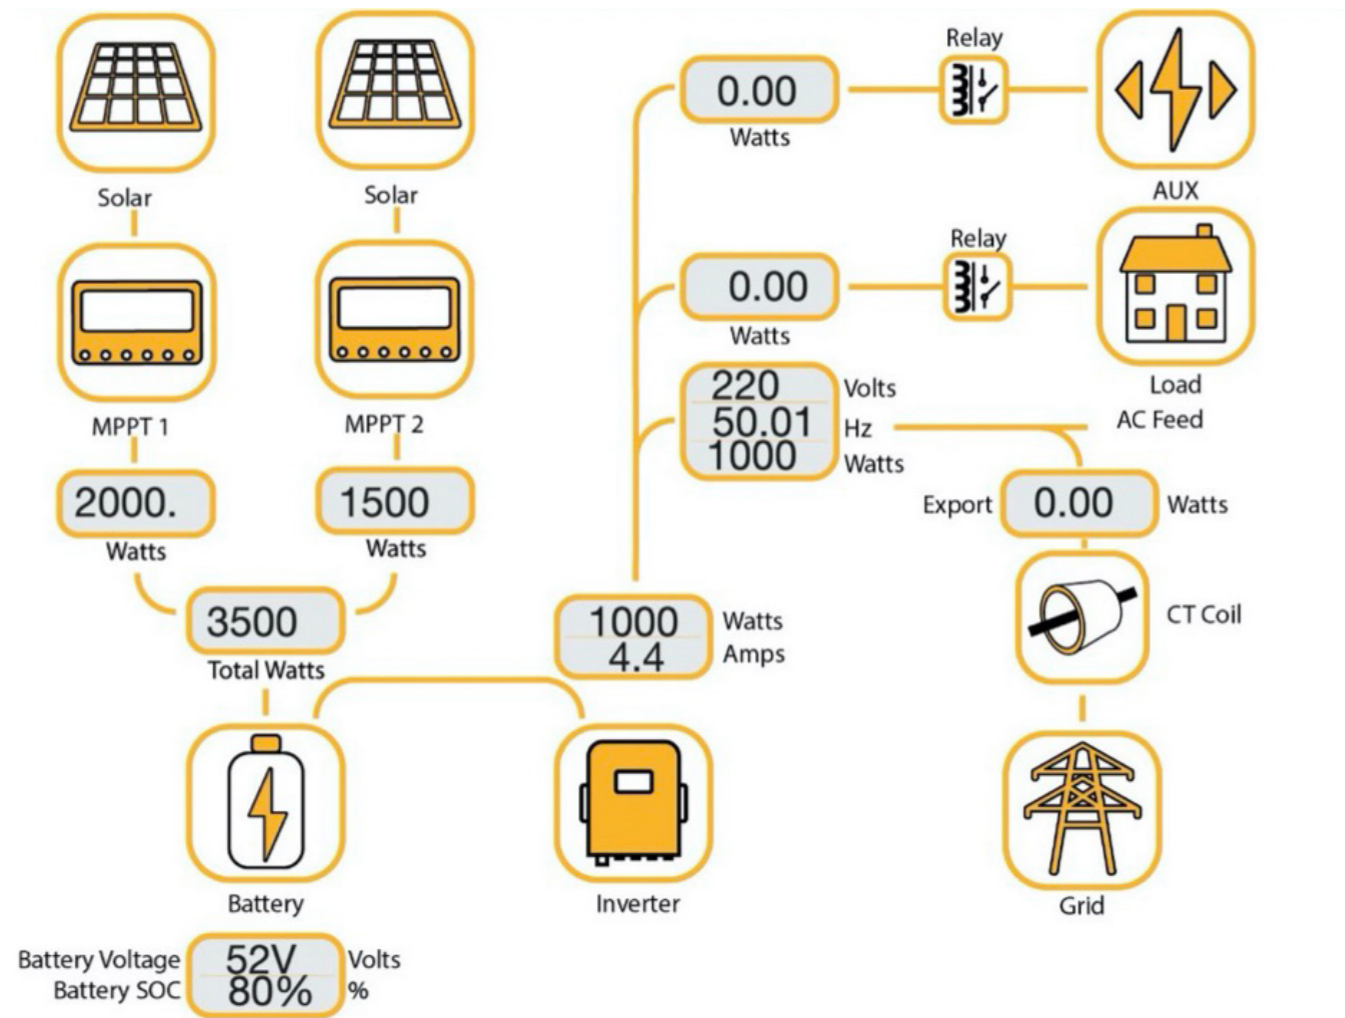 Solar
Solar
MPPT 1
MPPT 2
2000.
Watts
1500
Watts
3500
Total Watts
Battery
Battery Voltage 52V Volts
Battery SOC 80% %
1000 Watts
4.4 Amps
Inverter
0.00
Watts
Relay
AUX
0.00
Watts
Relay
Load
220 Volts
50.01 Hz
1000 Watts
AC Feed
Export 0.00 Watts
CT Coil
Grid